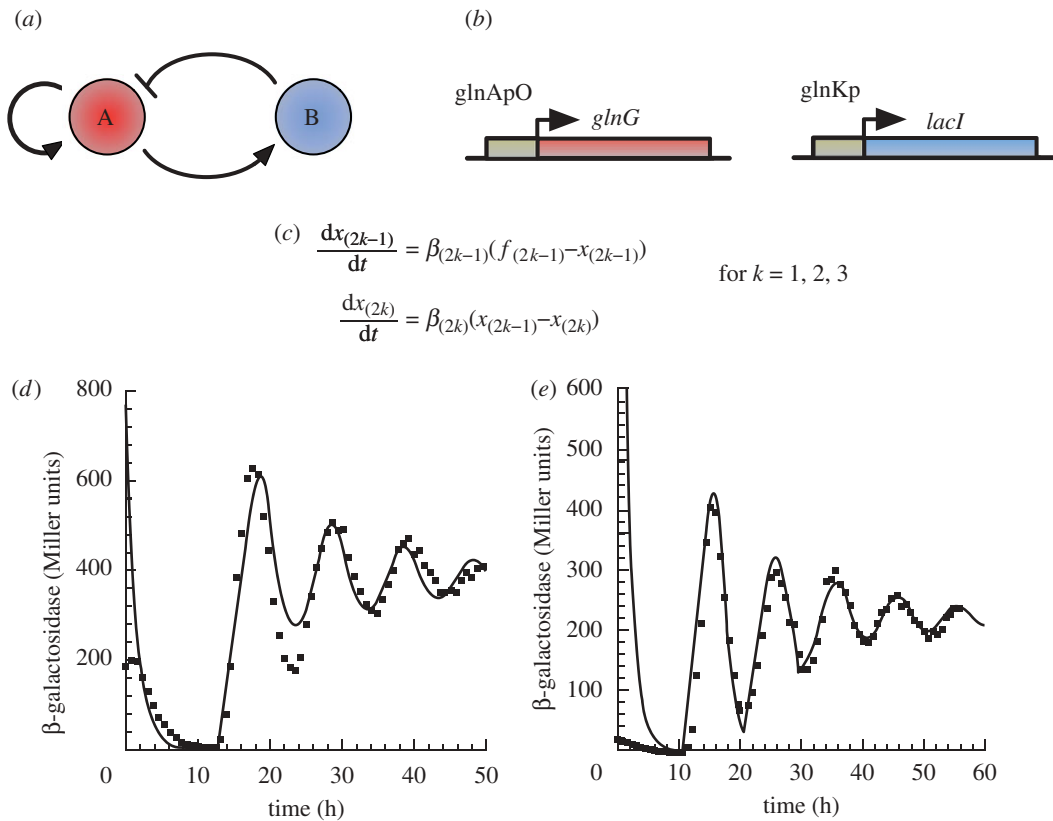 (a)
A
B
(b)
glnApO
glnG
glnKp
lacI
(c) dx(2k−1)/dt = β(2k−1)(f(2k−1)−x(2k−1))
for k = 1, 2, 3
dx(2k)/dt = β(2k)(x(2k−1)−x(2k))
(d)
800
600
400
200
0
10
20
30
40
50
β-galactosidase (Miller units)
time (h)
(e)
600
500
400
300
200
100
0
10
20
30
40
50
60
β-galactosidase (Miller units)
time (h)